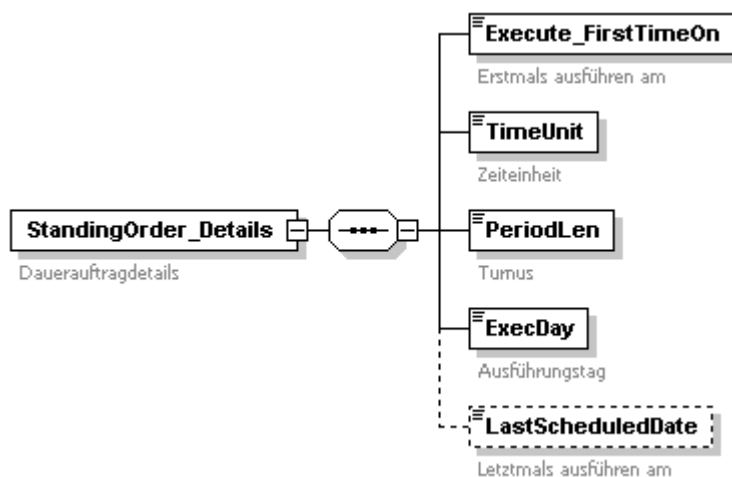 Execute_FirstTimeOn
Erstmals ausführen am
TimeUnit
Zeiteinheit
StandingOrder_Details
Dauerauftragdetails
PeriodLen
Turnus
ExecDay
Ausführungstag
LastScheduledDate
Letztmals ausführen am